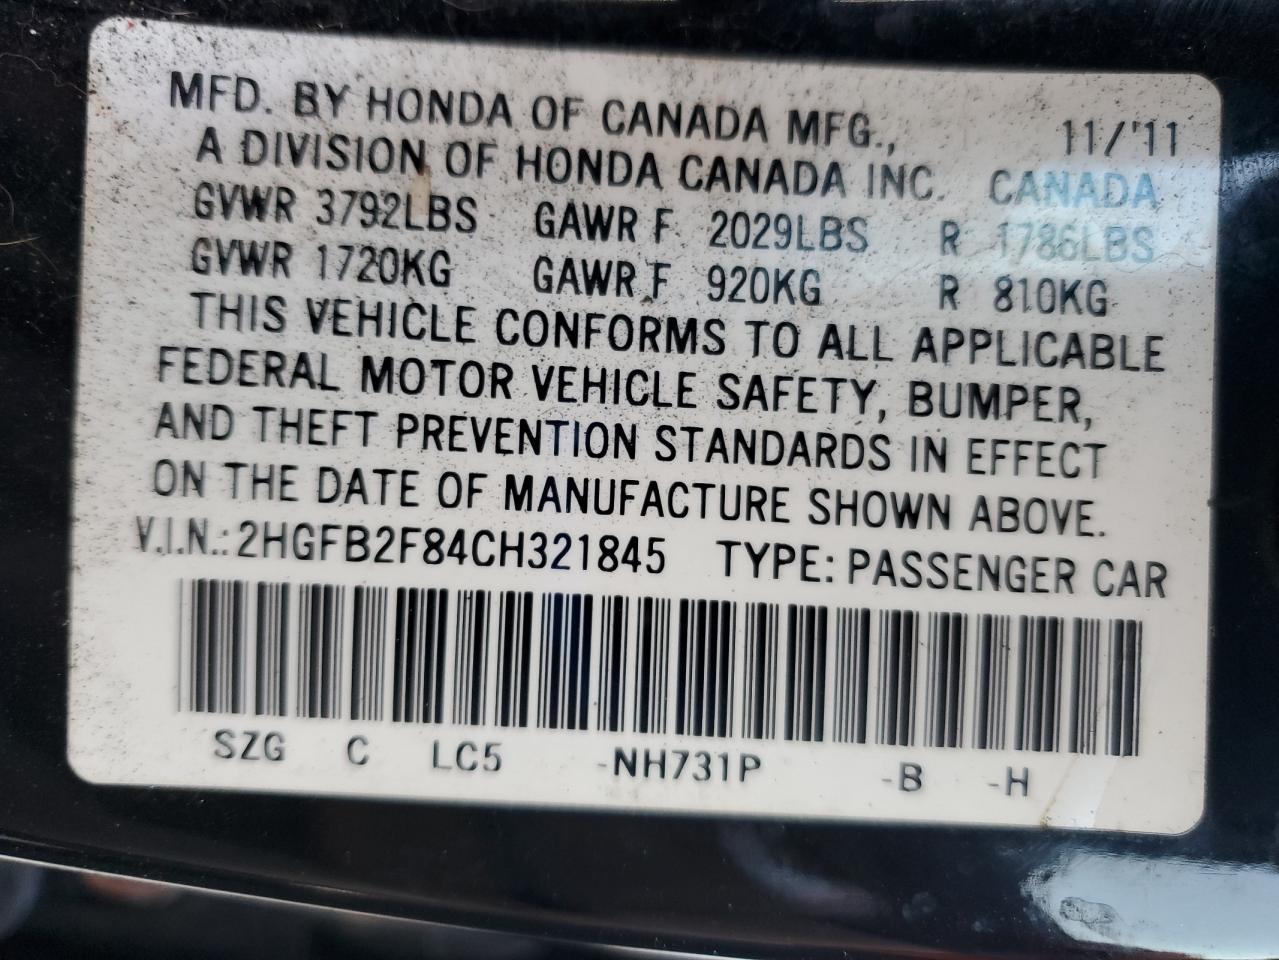 MFD. BY HONDA OF CANADA MFG., 11/'11
A DIVISION OF HONDA CANADA INC. CANADA
GVWR 3792LBS GAWR F 2029LBS R 1786LBS
GVWR 1720KG GAWR F 920KG R 810KG
THIS VEHICLE CONFORMS TO ALL APPLICABLE
FEDERAL MOTOR VEHICLE SAFETY, BUMPER,
AND THEFT PREVENTION STANDARDS IN EFFECT
ON THE DATE OF MANUFACTURE SHOWN ABOVE.
V.I.N.: 2HGFB2F84CH321845 TYPE: PASSENGER CAR
SZG C LC5 -NH731P -B -H